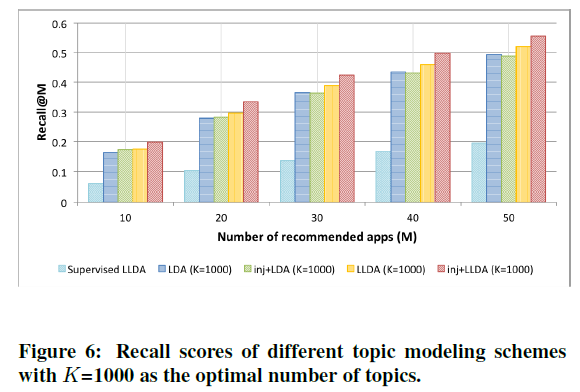 0.6
0.5
0.4
0.3
0.2
0.1
0
Recall@M
10 20 30 40 50
Number of recommended apps (M)
Supervised LLDA LDA (K=1000) inj+LDA (K=1000) LLDA (K=1000) inj+LLDA (K=1000)
Figure 6: Recall scores of different topic modeling schemes
with K=1000 as the optimal number of topics.